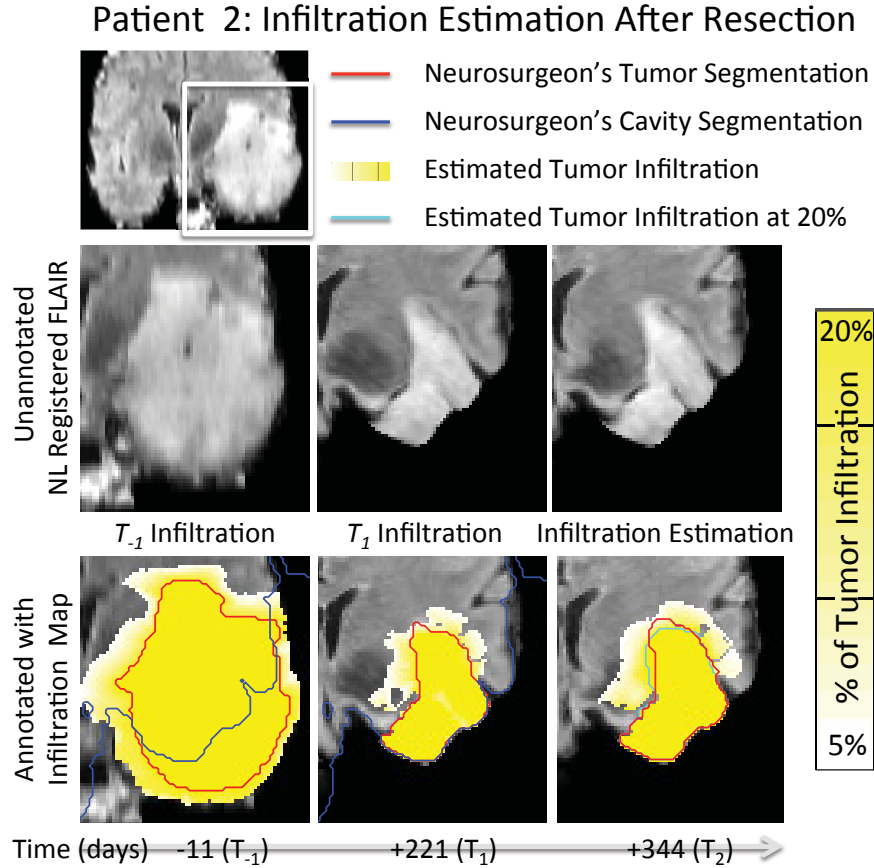 Patient 2: Infiltration Estimation After Resection
Neurosurgeon's Tumor Segmentation
Neurosurgeon's Cavity Segmentation
Estimated Tumor Infiltration
Estimated Tumor Infiltration at 20%
Unannotated
NL Registered FLAIR
T-1 Infiltration
T1 Infiltration
Infiltration Estimation
Annotated with
Infiltration Map
20%
% of Tumor Infiltration
5%
Time (days) -11 (T-1) +221 (T1) +344 (T2)